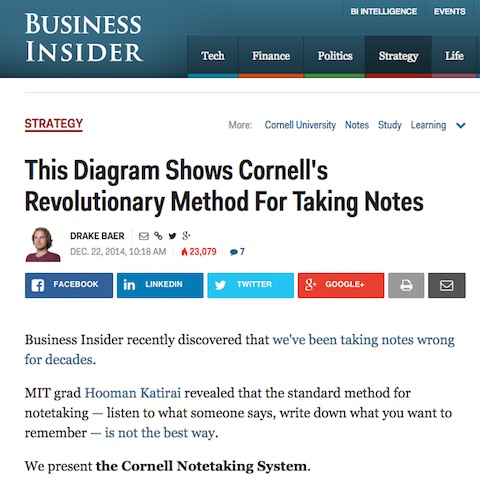 BUSINESS
INSIDER
BI INTELLIGENCE EVENTS
Tech Finance Politics Strategy Life
STRATEGY
More: Cornell University Notes Study Learning
This Diagram Shows Cornell's
Revolutionary Method For Taking Notes
DRAKE BAER
DEC. 22, 2014, 10:18 AM 23,079 7
FACEBOOK LINKEDIN TWITTER GOOGLE+
Business Insider recently discovered that we've been taking notes wrong
for decades.
MIT grad Hooman Katirai revealed that the standard method for
notetaking — listen to what someone says, write down what you want to
remember — is not the best way.
We present the Cornell Notetaking System.